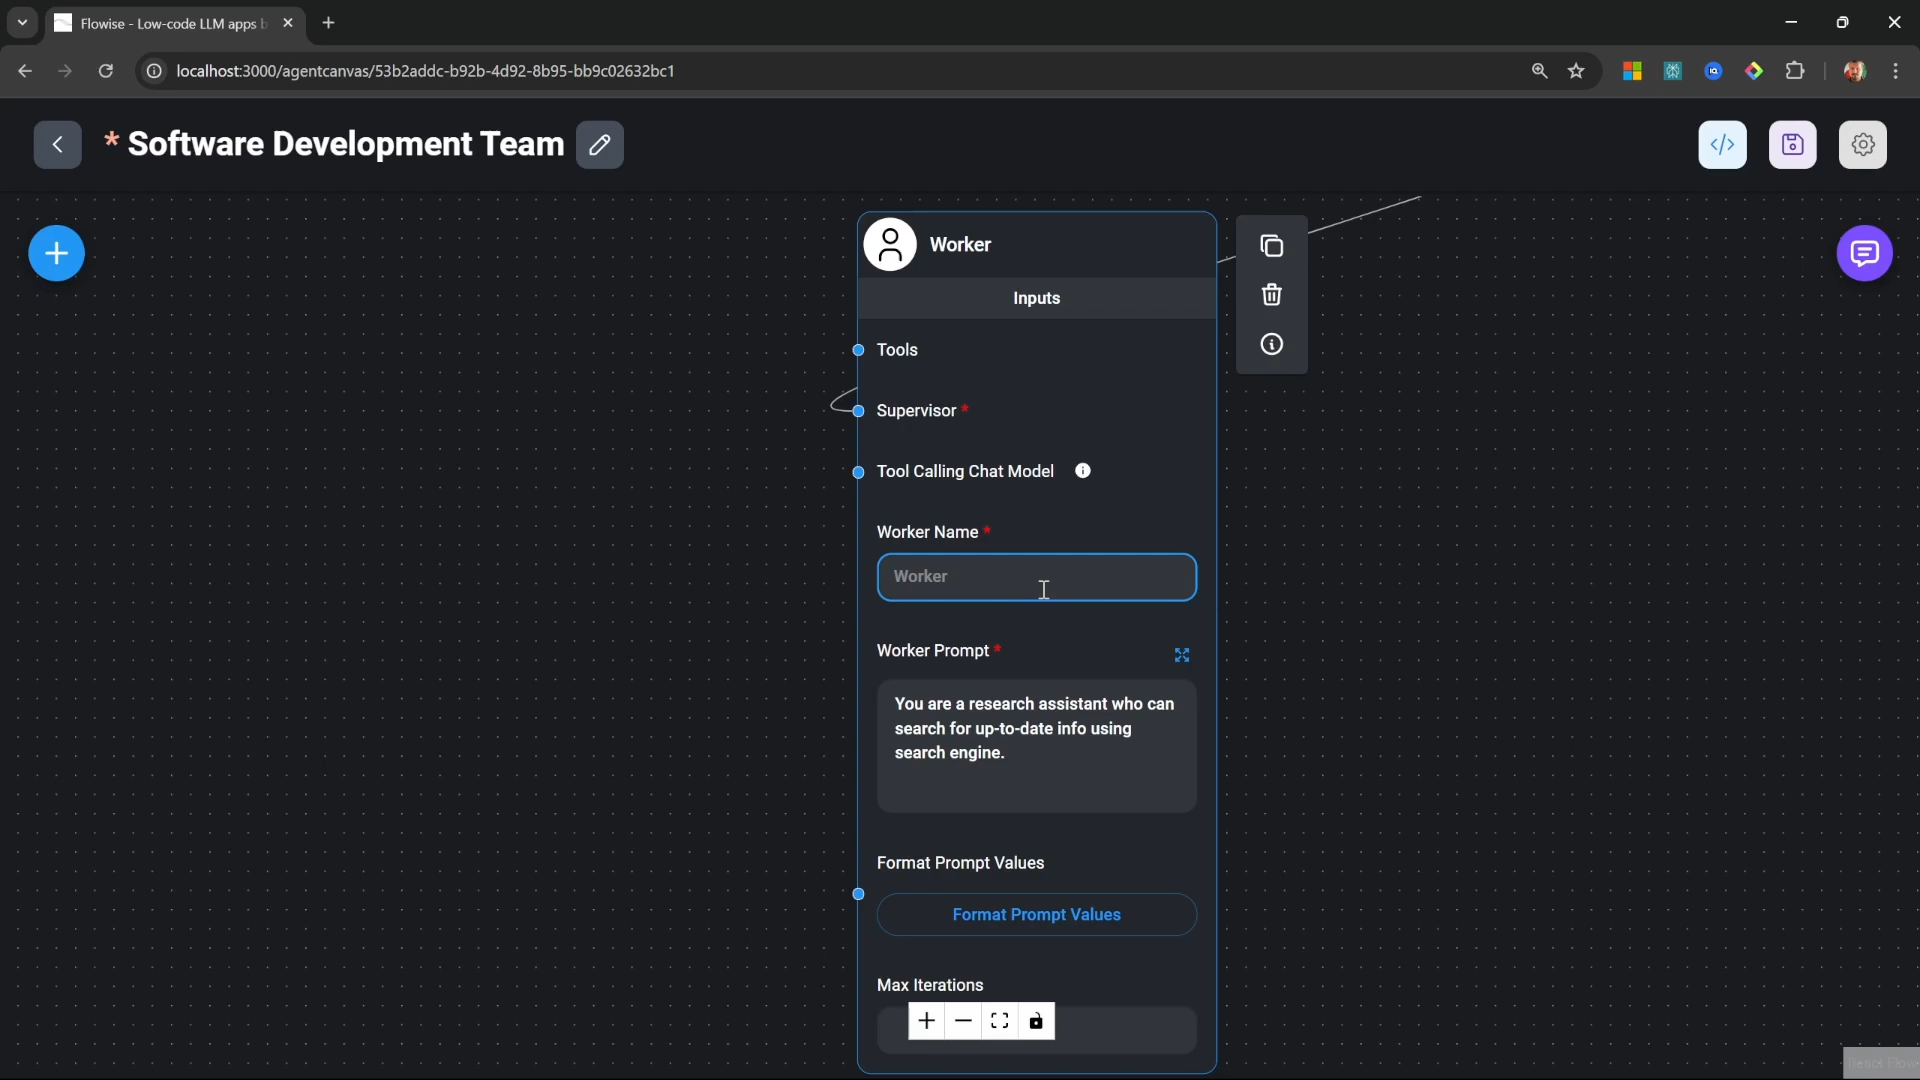 Flowise - Low-code LLM apps b
localhost:3000/agentcanvas/53b2addc-b92b-4d92-8b95-bb9c02632bc1
* Software Development Team
Worker
Inputs
Tools
Supervisor *
Tool Calling Chat Model
Worker Name *
Worker
Worker Prompt *
You are a research assistant who can
search for up-to-date info using
search engine.
Format Prompt Values
Format Prompt Values
Max Iterations
React Flow